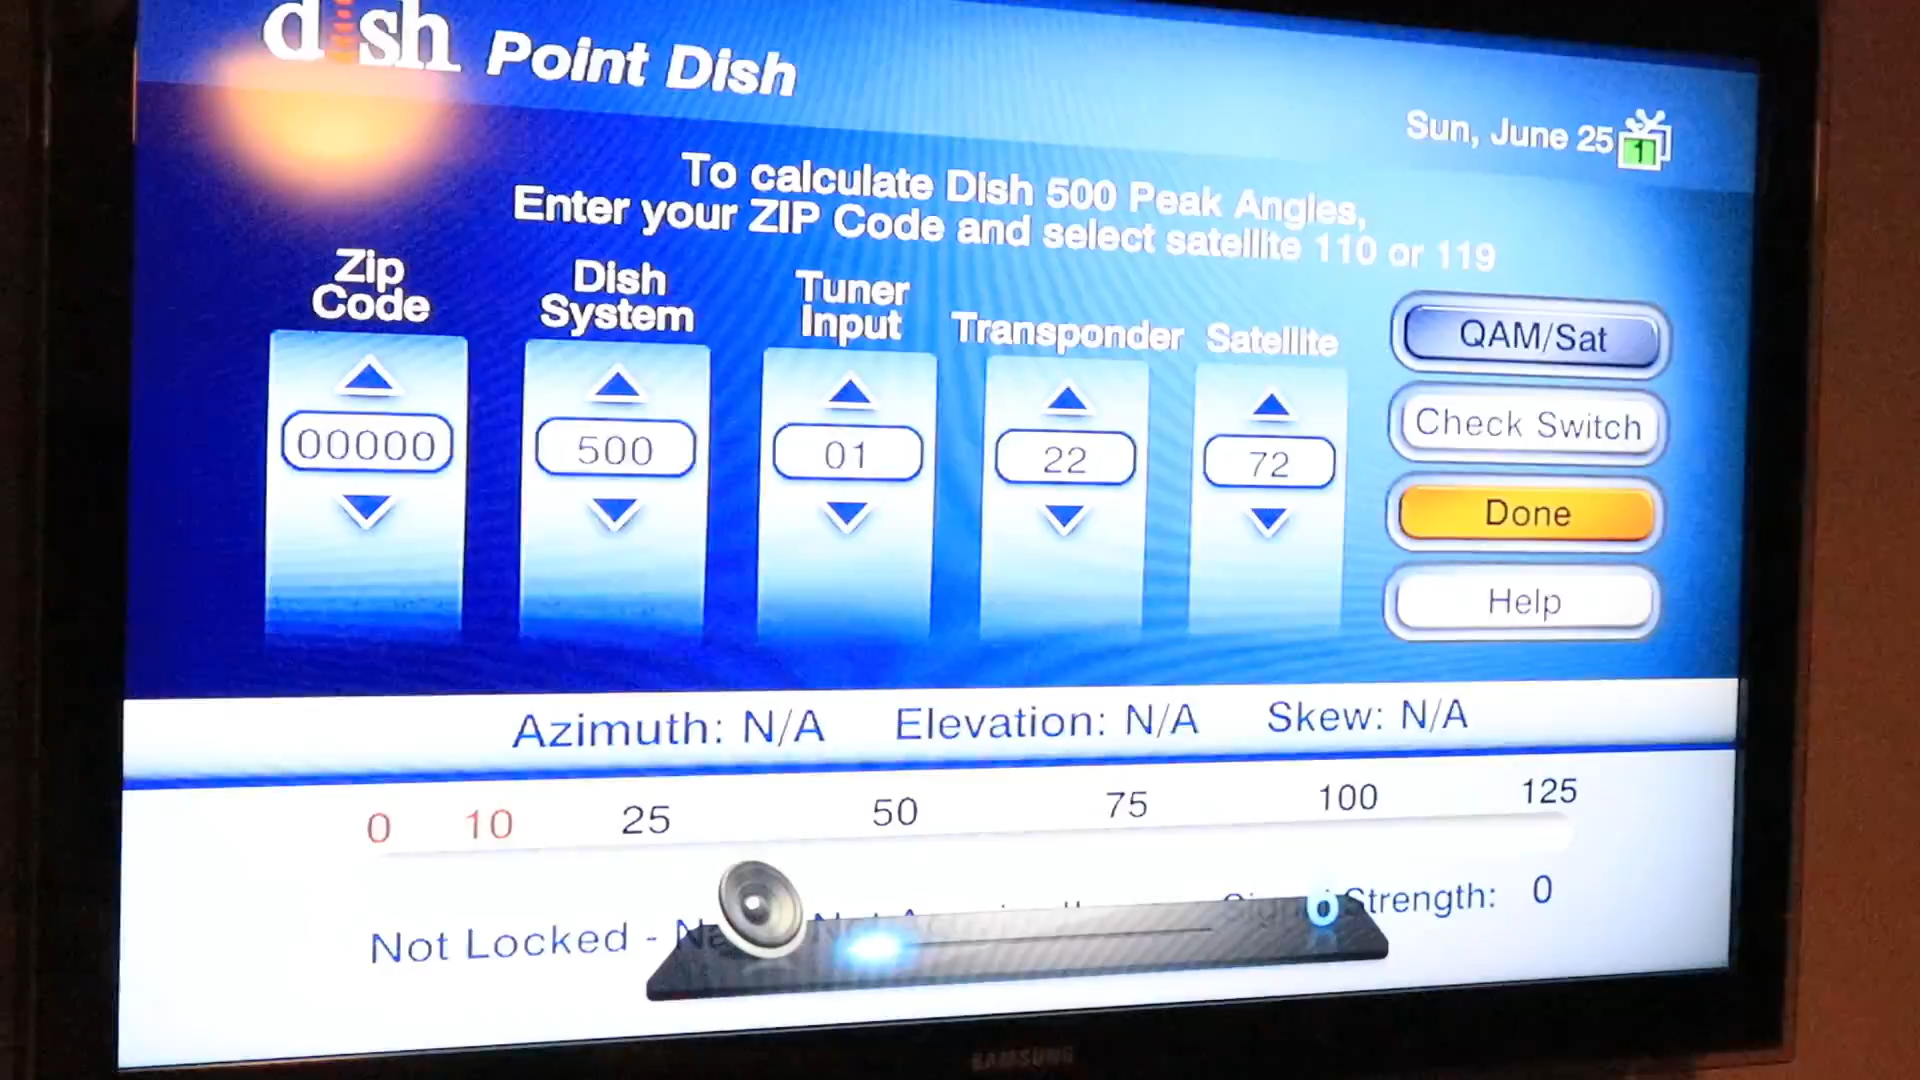 dish Point Dish
Sun, June 25 1
To calculate Dish 500 Peak Angles,
Enter your ZIP Code and select satellite 110 or 119
Zip Code
Dish System
Tuner Input
Transponder
Satellite
00000
500
01
22
72
QAM/Sat
Check Switch
Done
Help
Azimuth: N/A Elevation: N/A Skew: N/A
0 10 25 50 75 100 125
Not Locked - Strength: 0
0
SAMSUNG